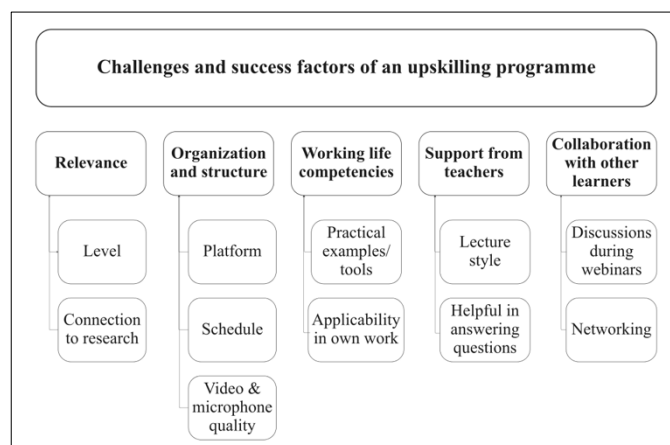 Challenges and success factors of an upskilling programme
Relevance
Level
Connection
to research
Organization
and structure
Platform
Schedule
Video &
microphone
quality
Working life
competencies
Practical
examples/
tools
Applicability
in own work
Support from
teachers
Lecture
style
Helpful in
answering
questions
Collaboration
with other
learners
Discussions
during
webinars
Networking